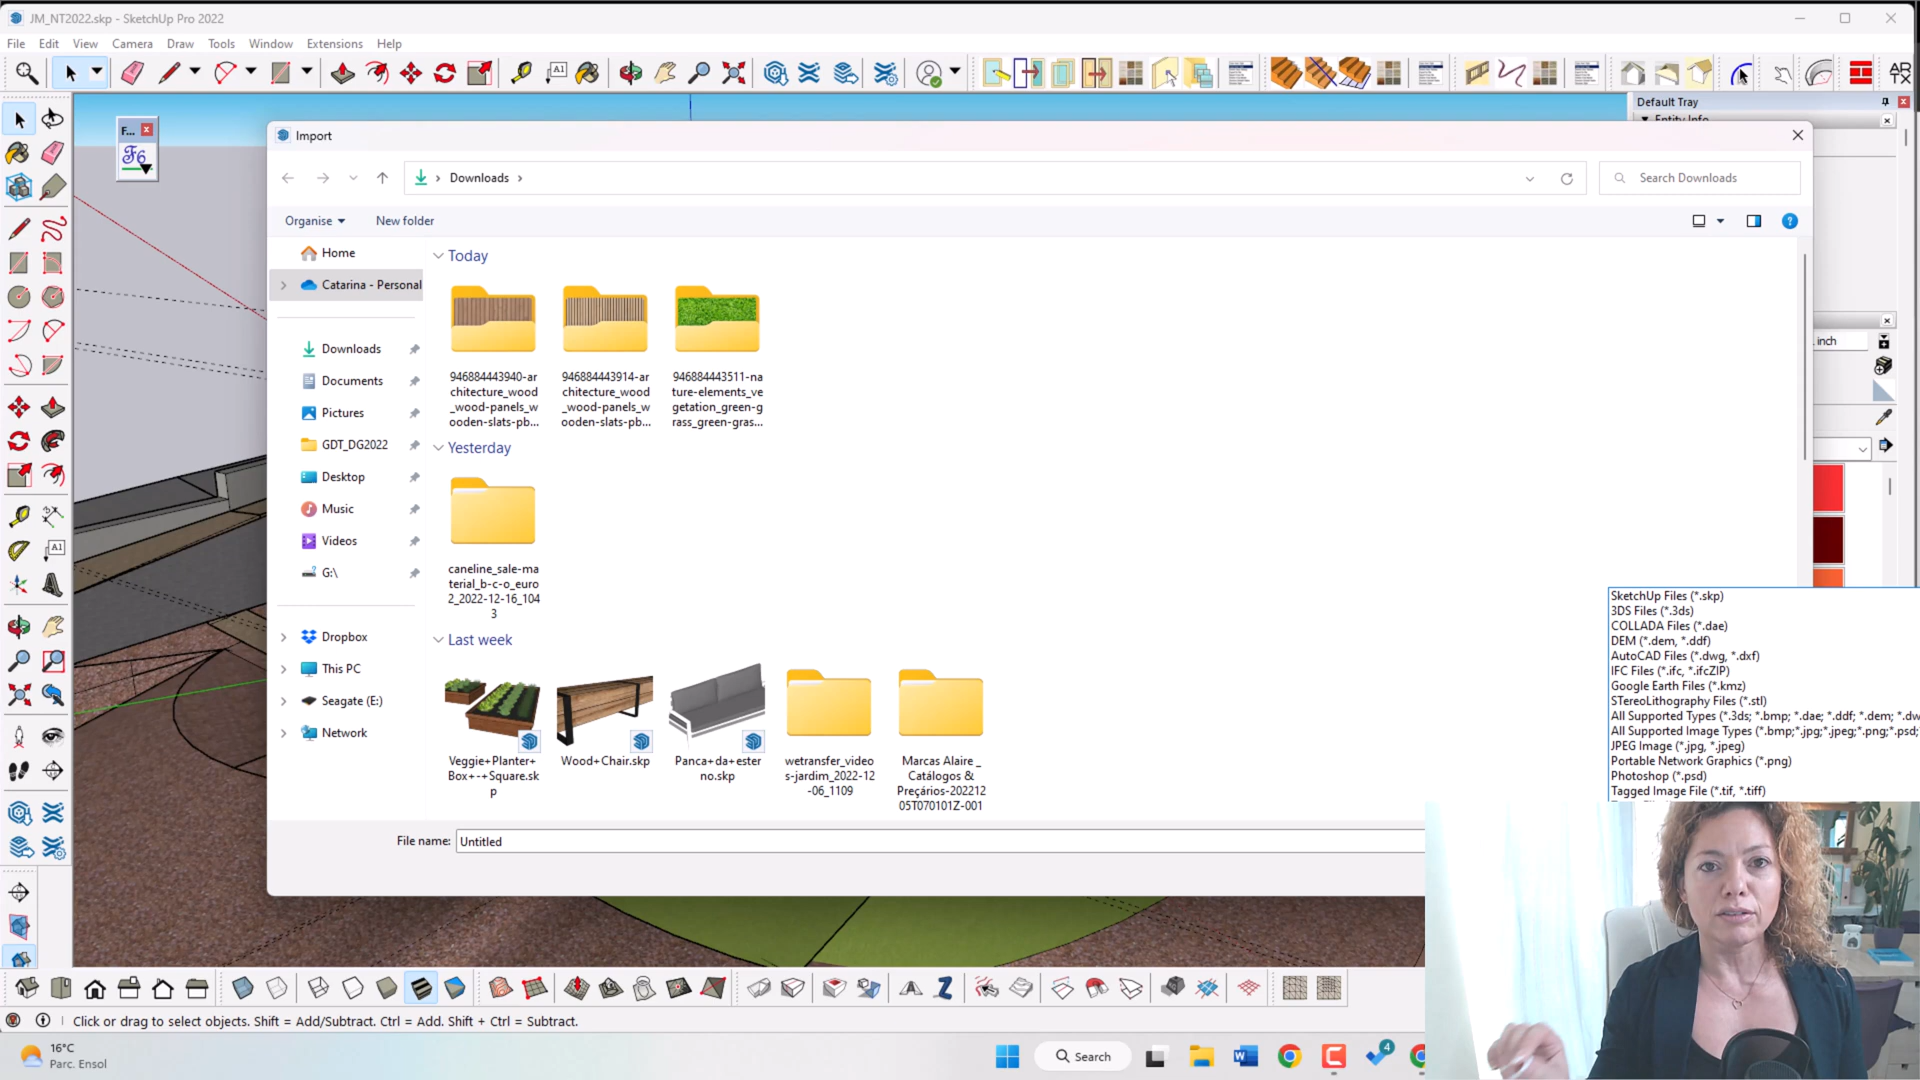 JM_NT2022.skp - SketchUp Pro 2022
File Edit View Camera Draw Tools Window Extensions Help
Default Tray
Entity Info
F...
F6
Import
Downloads
Search Downloads
Organise
New folder
Home
Catarina - Personal
Downloads
Documents
Pictures
GDT_DG2022
Desktop
Music
Videos
G:\
Dropbox
This PC
Seagate (E:)
Network
Today
946884443940-ar
chitecture_wood
_wood-panels_w
ooden-slats-pb...
946884443914-ar
chitecture_wood
_wood-panels_w
ooden-slats-pb...
946884443511-na
ture-elements_ve
getation_green-g
rass_green-gras...
Yesterday
caneline_sale-ma
terial_b-c-o_euro
2_2022-12-16_104
3
Last week
Veggie+Planter+
Box+-+Square.sk
p
Wood+Chair.skp
Panca+da+ester
no.skp
wetransfer_video
s-jardim_2022-12
-06_1109
Marcas Alaire _
Catálogos &
Preçários-202212
05T070101Z-001
inch
SketchUp Files (*.skp)
3DS Files (*.3ds)
COLLADA Files (*.dae)
DEM (*.dem, *.ddf)
AutoCAD Files (*.dwg, *.dxf)
IFC Files (*.ifc, *.ifcZIP)
Google Earth Files (*.kmz)
STereoLithography Files (*.stl)
All Supported Types (*.3ds; *.bmp; *.dae; *.ddf; *.dem; *.dw
All Supported Image Types (*.bmp;*.jpg;*.jpeg;*.png;*.psd;
JPEG Image (*.jpg, *.jpeg)
Portable Network Graphics (*.png)
Photoshop (*.psd)
Tagged Image File (*.tif, *.tiff)
File name: Untitled
Click or drag to select objects. Shift = Add/Subtract. Ctrl = Add. Shift + Ctrl = Subtract.
16°C
Parc. Ensol
Search
4